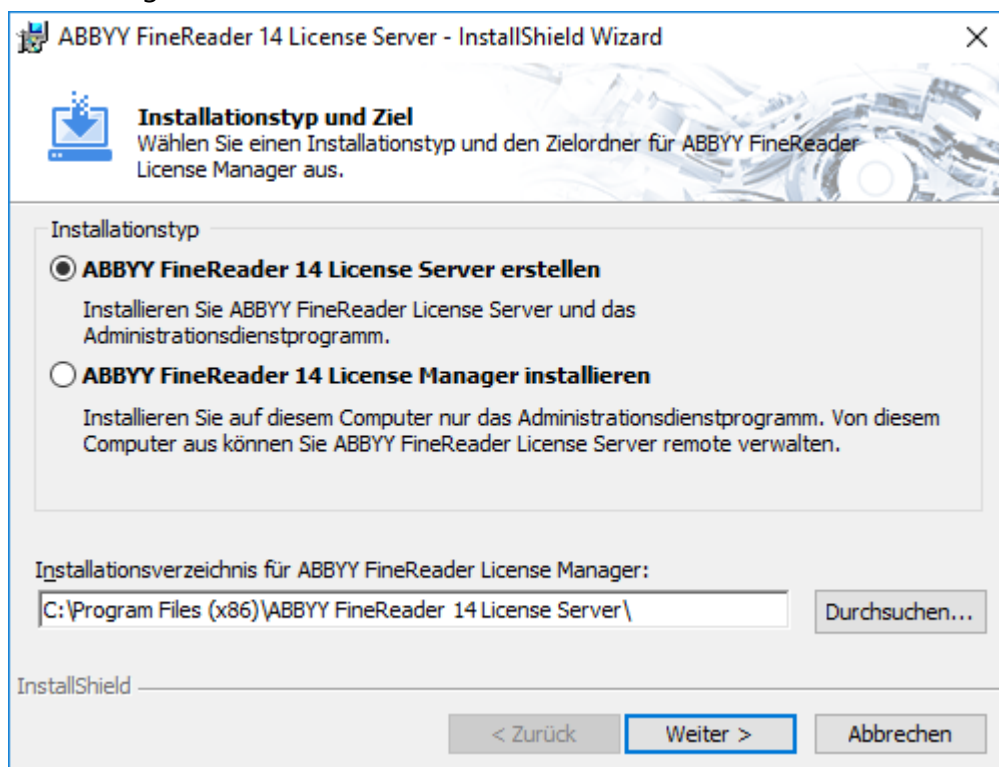 ABBYY FineReader 14 License Server - InstallShield Wizard
Installationstyp und Ziel
Wählen Sie einen Installationstyp und den Zielordner für ABBYY FineReader
License Manager aus.
Installationstyp
ABBYY FineReader 14 License Server erstellen
Installieren Sie ABBYY FineReader License Server und das
Administrationsdienstprogramm.
ABBYY FineReader 14 License Manager installieren
Installieren Sie auf diesem Computer nur das Administrationsdienstprogramm. Von diesem
Computer aus können Sie ABBYY FineReader License Server remote verwalten.
Installationsverzeichnis für ABBYY FineReader License Manager:
C:\Program Files (x86)\ABBYY FineReader 14 License Server\
Durchsuchen...
InstallShield
< Zurück Weiter > Abbrechen